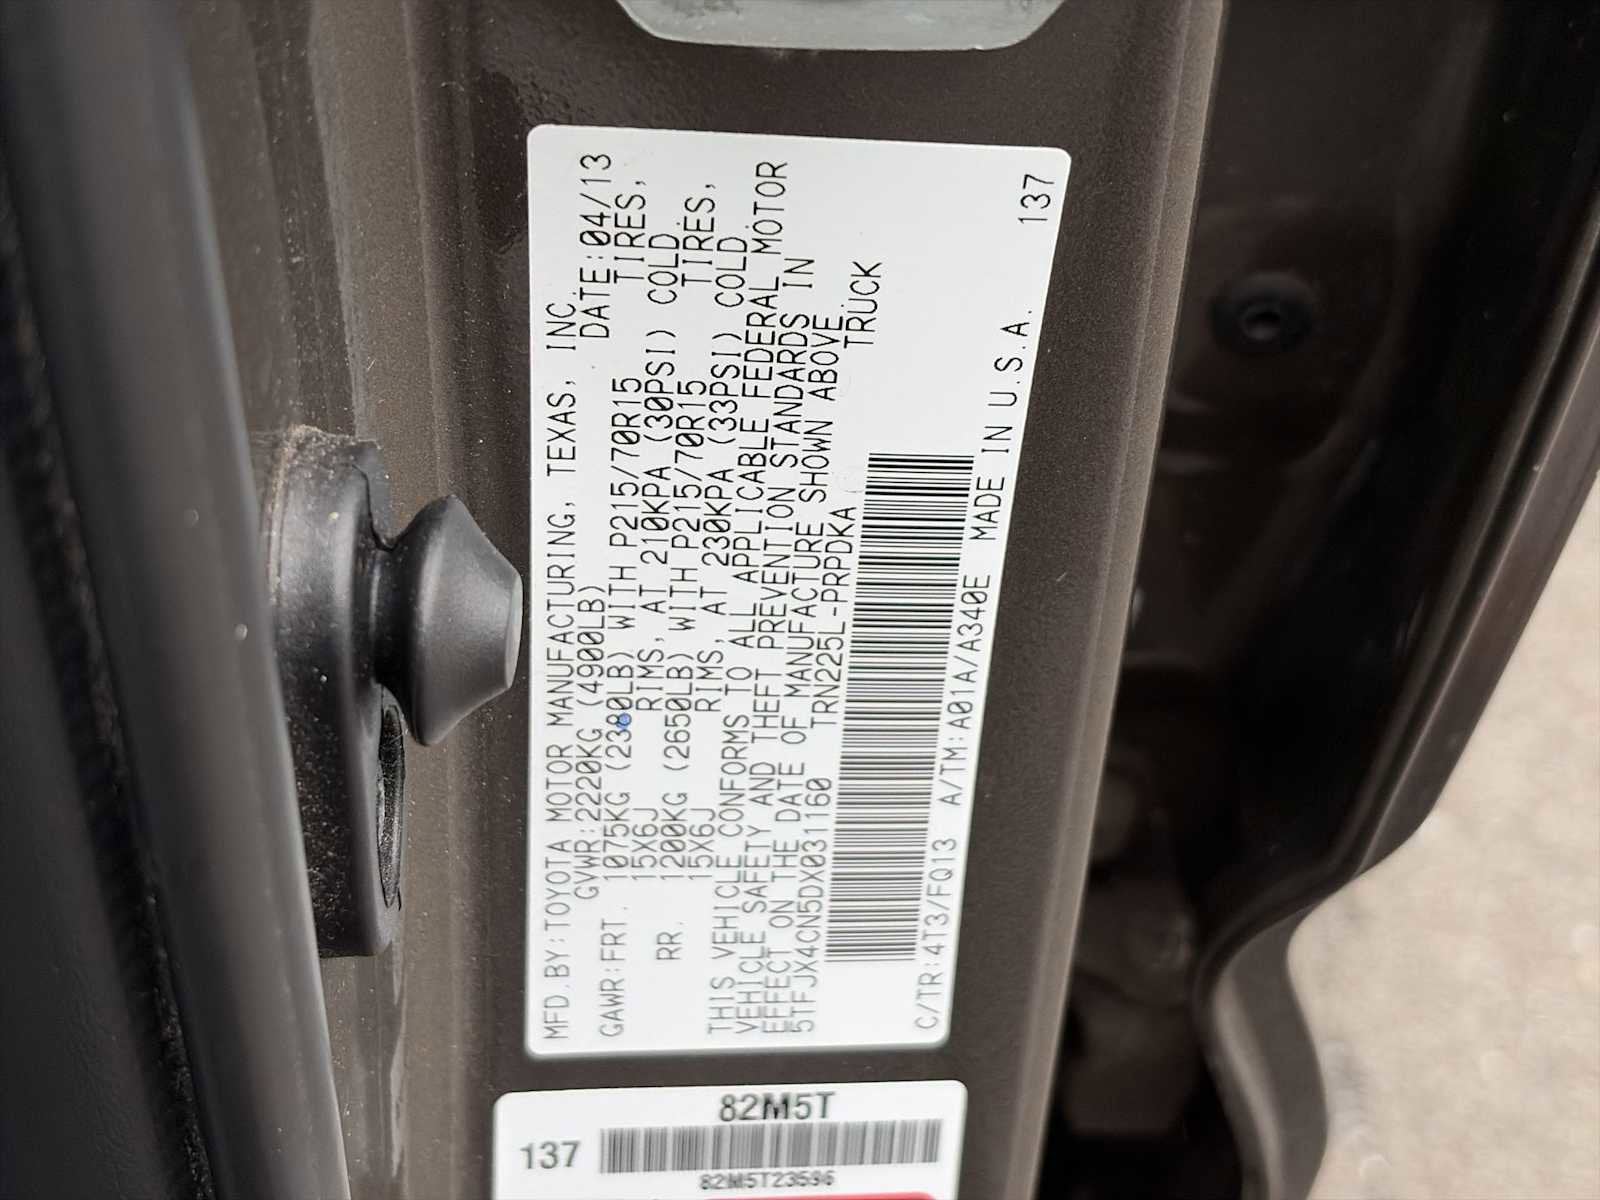 MFD.BY:TOYOTA MOTOR MANUFACTURING, TEXAS, INC.
GVWR:2220KG (4900LB) DATE:04/13
GAWR:FRT. 1075KG (2380LB) WITH P215/70R15 TIRES,
15X6J RIMS, AT 210KPA (30PSI) COLD
RR. 1200KG (2650LB) WITH P215/70R15 TIRES,
15X6J RIMS, AT 230KPA (33PSI) COLD
THIS VEHICLE CONFORMS TO ALL APPLICABLE FEDERAL MOTOR
VEHICLE SAFETY AND THEFT PREVENTION STANDARDS IN
EFFECT ON THE DATE OF MANUFACTURE SHOWN ABOVE.
5TFJX4CN5DX031160 TRN225L-PRPDKA TRUCK
C/TR:4T3/FQ13 A/TM:A01A/A340E MADE IN U.S.A. 137
82M5T
137
82M5T23596